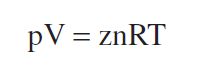 pV = znRT